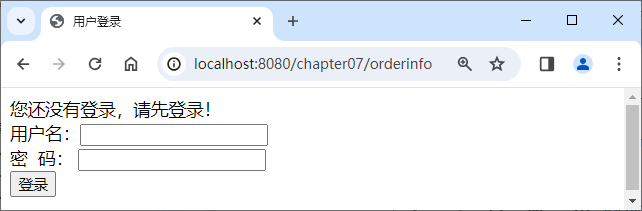 用户登录
localhost:8080/chapter07/orderinfo
您还没有登录，请先登录！
用户名：
密 码：
登录